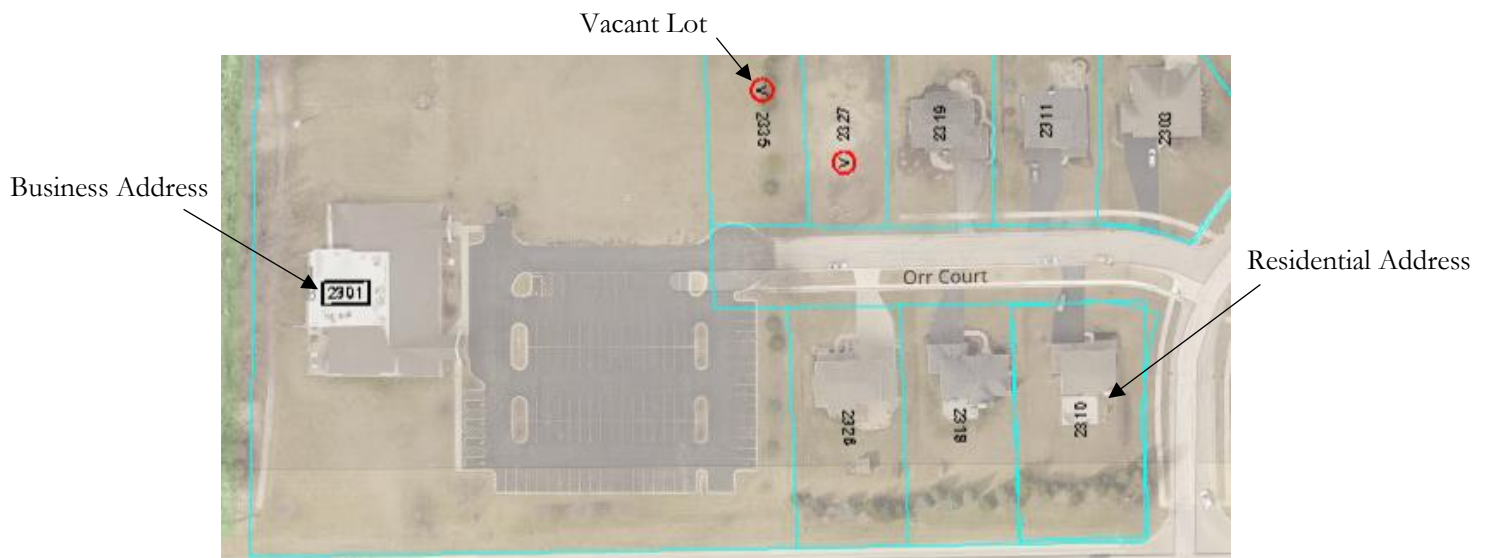 Vacant Lot
V
2335
2327
V
2319
2311
2303
Business Address
2301
Orr Court
Residential Address
2326
2318
2310